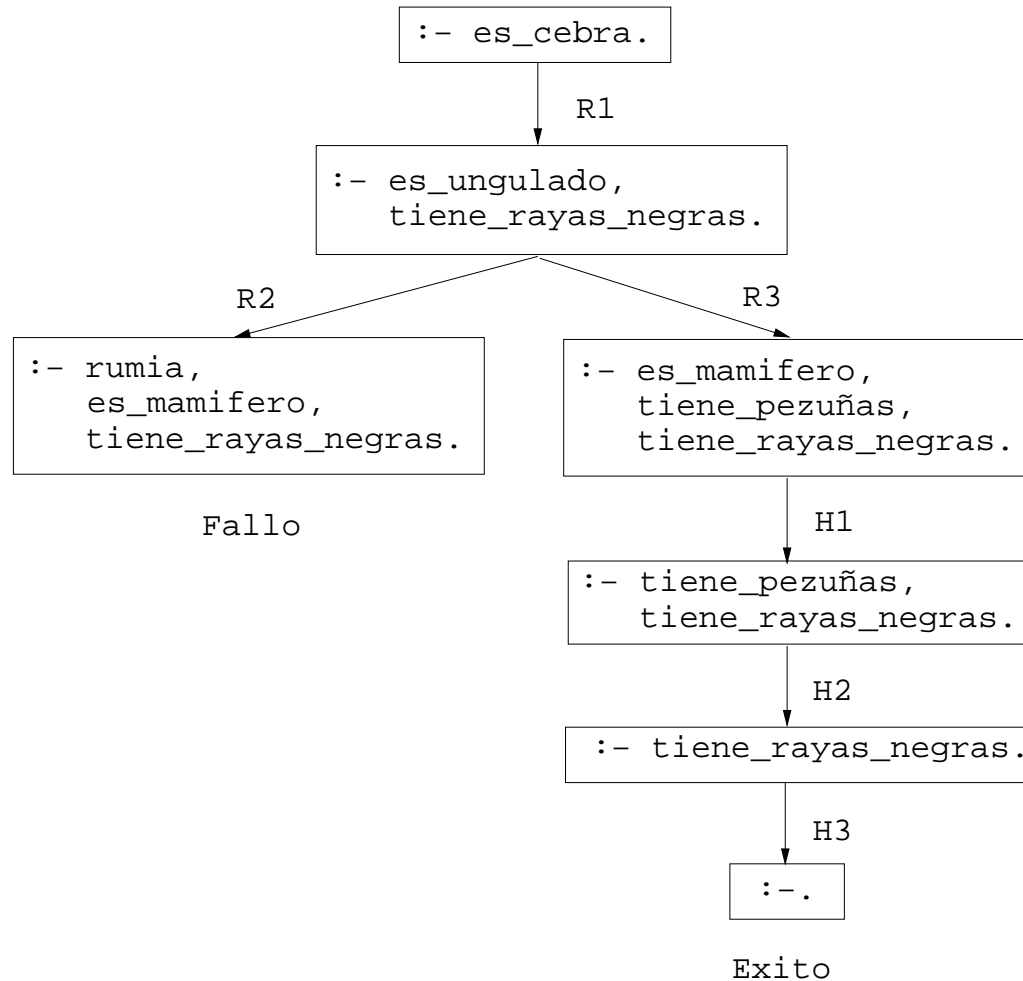 :- es_cebra.
R1
:- es_ungulado,
tiene_rayas_negras.
R2
R3
:- rumia,
es_mamifero,
tiene_rayas_negras.
Fallo
:- es_mamifero,
tiene_pezuñas,
tiene_rayas_negras.
H1
:- tiene_pezuñas,
tiene_rayas_negras.
H2
:- tiene_rayas_negras.
H3
:-.
Exito